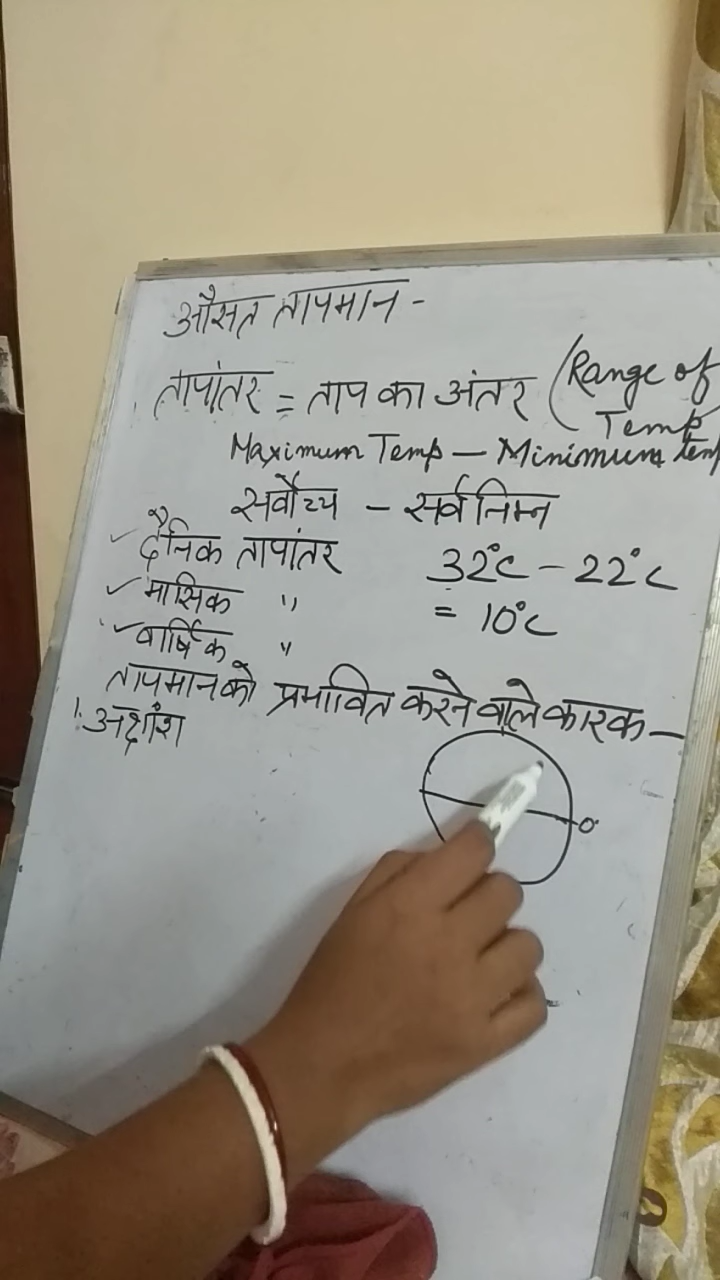 औसत तापमान -
तापांतर = ताप का अंतर (Range of Temp
Maximum Temp - Minimum Temp
सर्वोच्य - सर्वनिम्न
✓ दैनिक तापांतर 32°C - 22°C
✓ मासिक " = 10°C
✓ वार्षिक "
तापमान को प्रभावित करने वाले कारक -
1. अक्षांश
0°